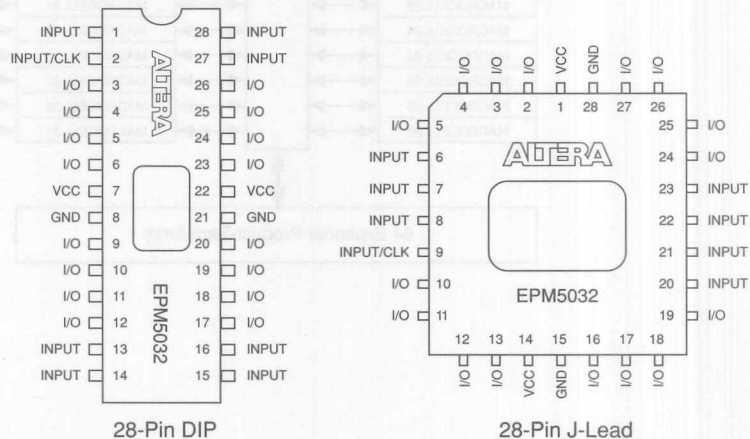 INPUT 1 28 INPUT
INPUT/CLK 2 27 INPUT
I/O 3 26 I/O
I/O 4 25 I/O
I/O 5 24 I/O
I/O 6 23 I/O
VCC 7 22 VCC
GND 8 21 GND
I/O 9 20 I/O
I/O 10 19 I/O
I/O 11 18 I/O
I/O 12 17 I/O
INPUT 13 16 INPUT
INPUT 14 15 INPUT
ALTERA
EPM5032
28-Pin DIP
I/O I/O I/O VCC GND I/O I/O
4 3 2 1 28 27 26
I/O 5 25 I/O
INPUT 6 24 I/O
INPUT 7 23 INPUT
INPUT 8 22 INPUT
INPUT/CLK 9 21 INPUT
I/O 10 20 INPUT
I/O 11 19 I/O
ALTERA
EPM5032
12 13 14 15 16 17 18
I/O I/O VCC GND I/O I/O I/O
28-Pin J-Lead